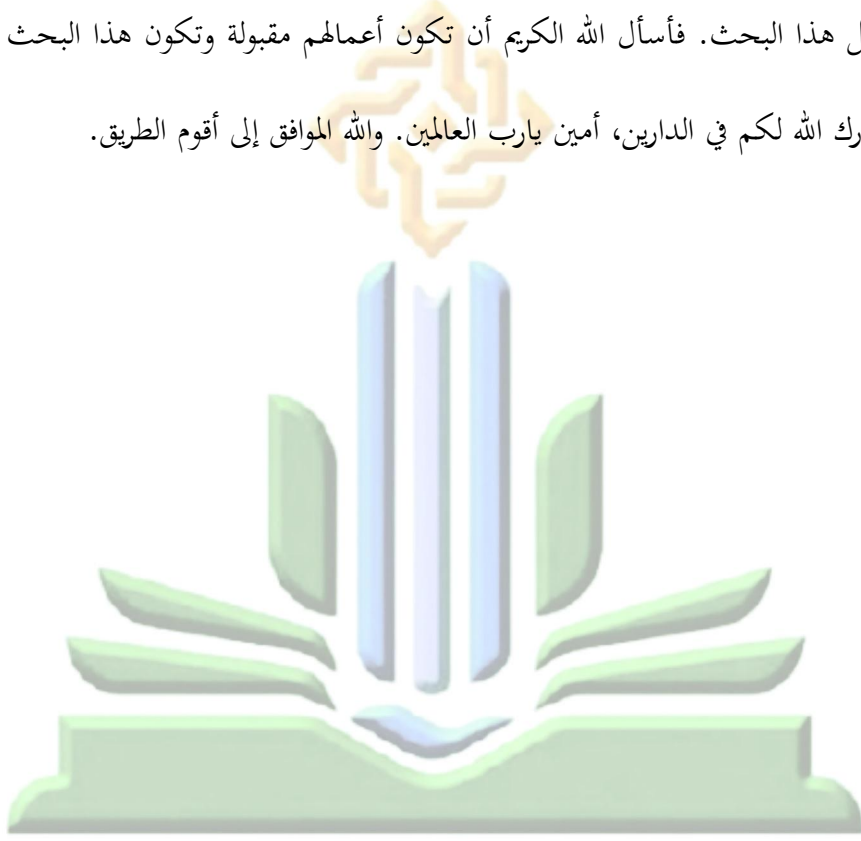 هذا البحث. فأسأل الله الكريم أن تكون أعمالهم مقبولة وتكون هذا البحث
الله لكم في الدارين، أمين يارب العالمين. والله الموافق إلى أقوم الطريق.